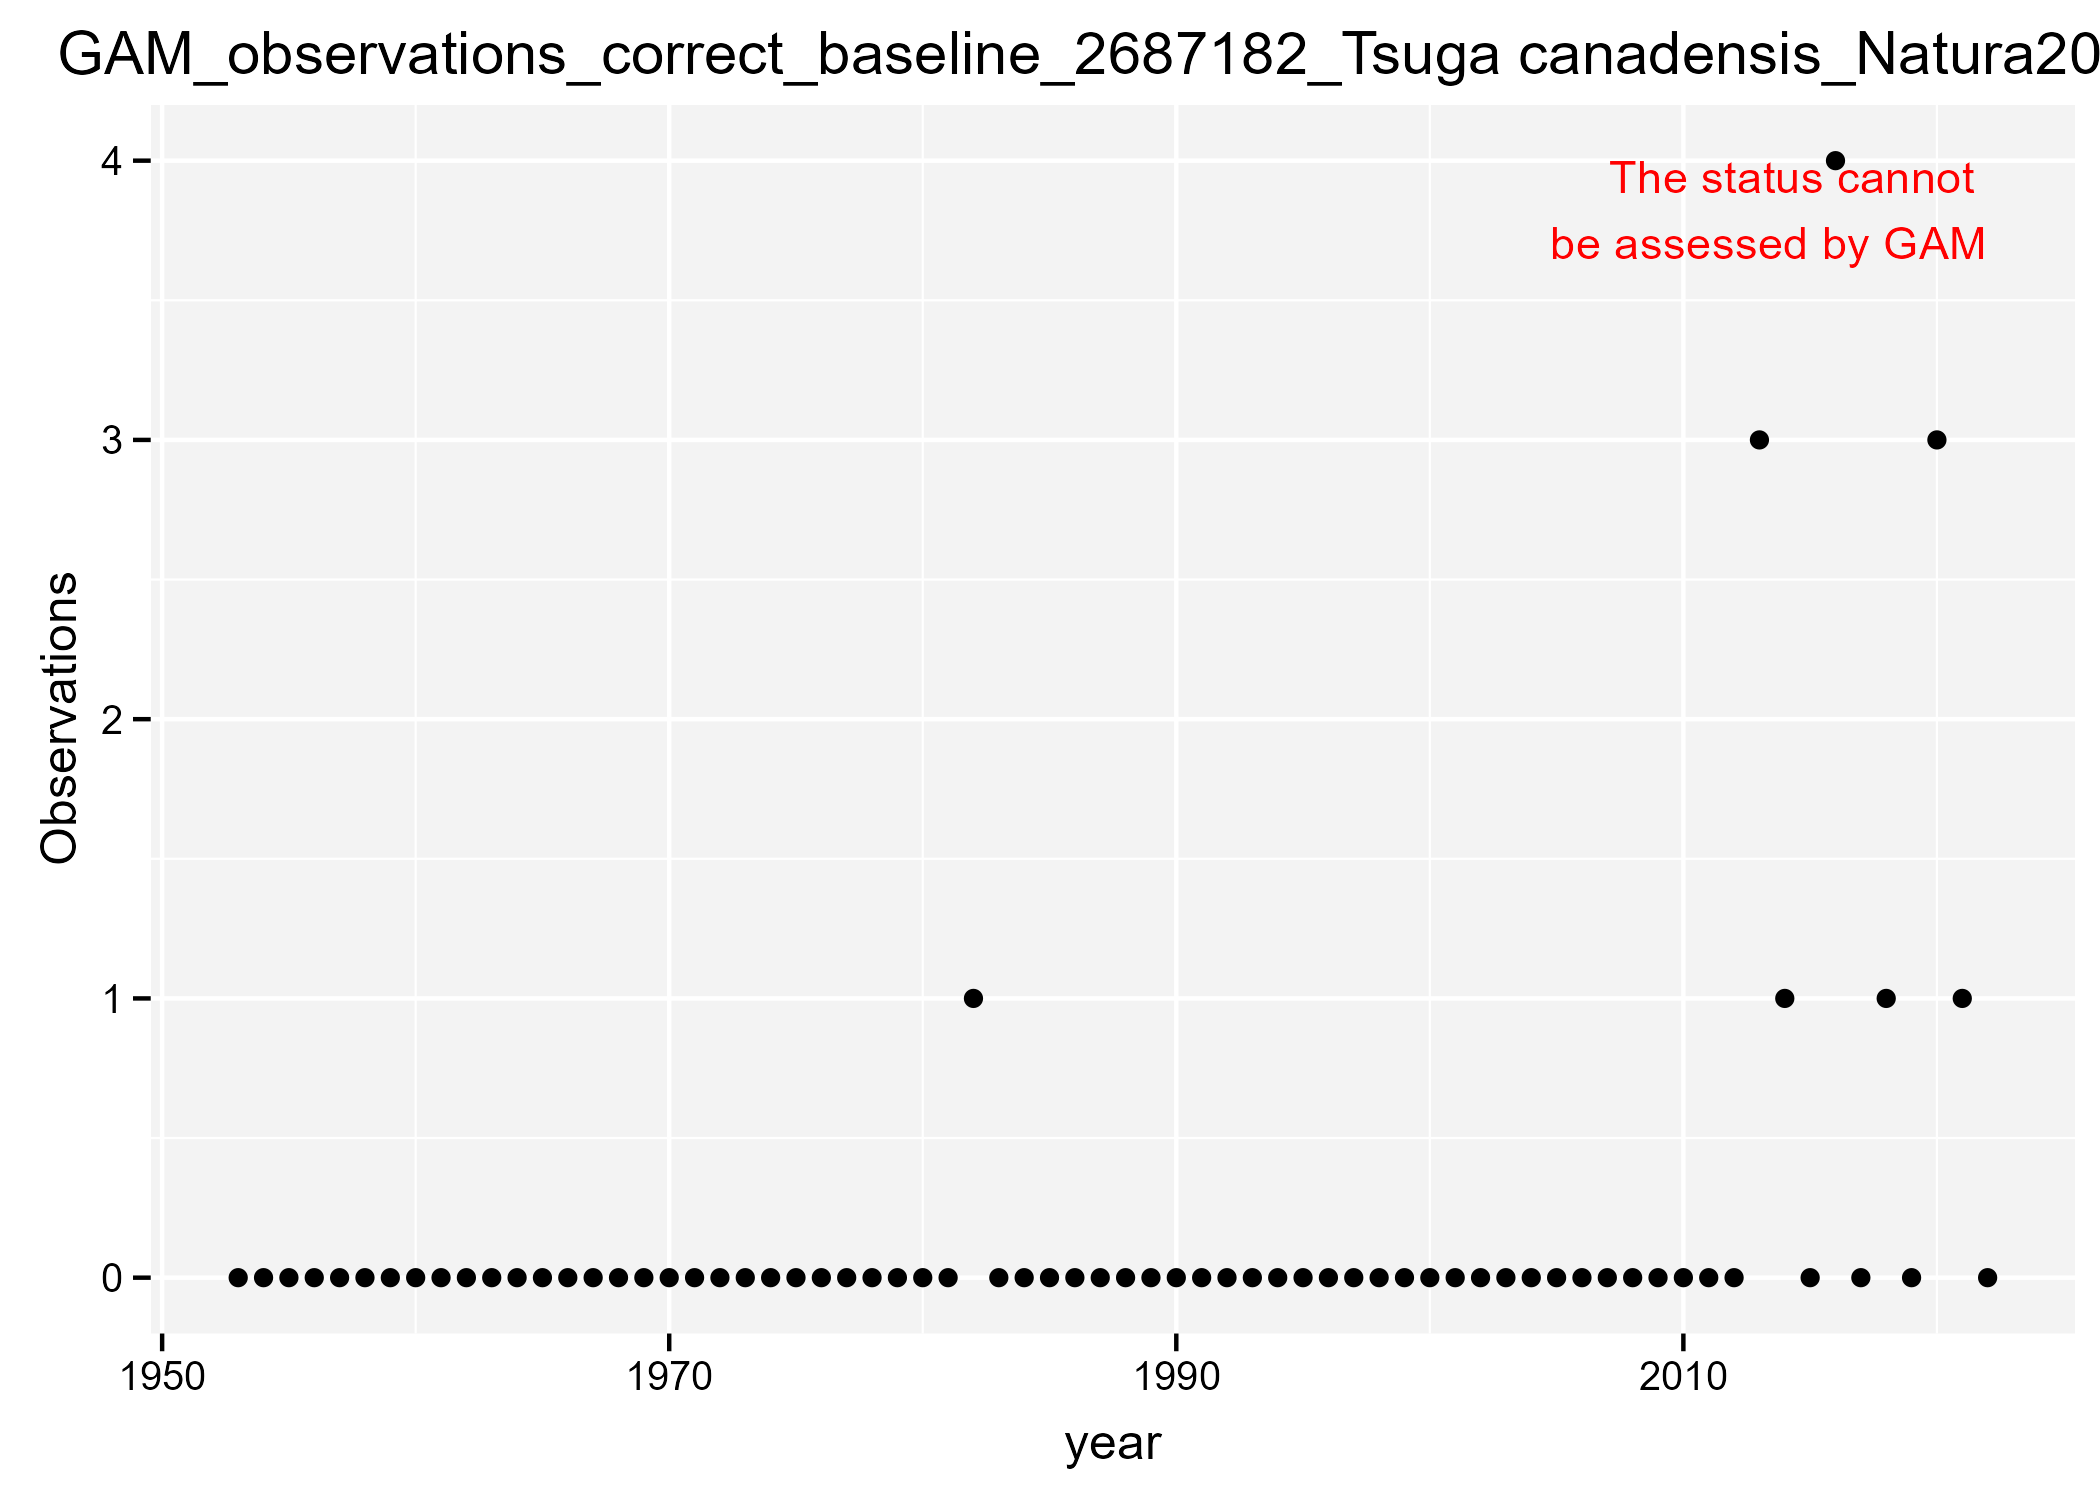 GAM_observations_correct_baseline_2687182_Tsuga canadensis_Natura20
4
The status cannot
be assessed by GAM
3
Observations
2
1
0
1950 1970 1990 2010
year